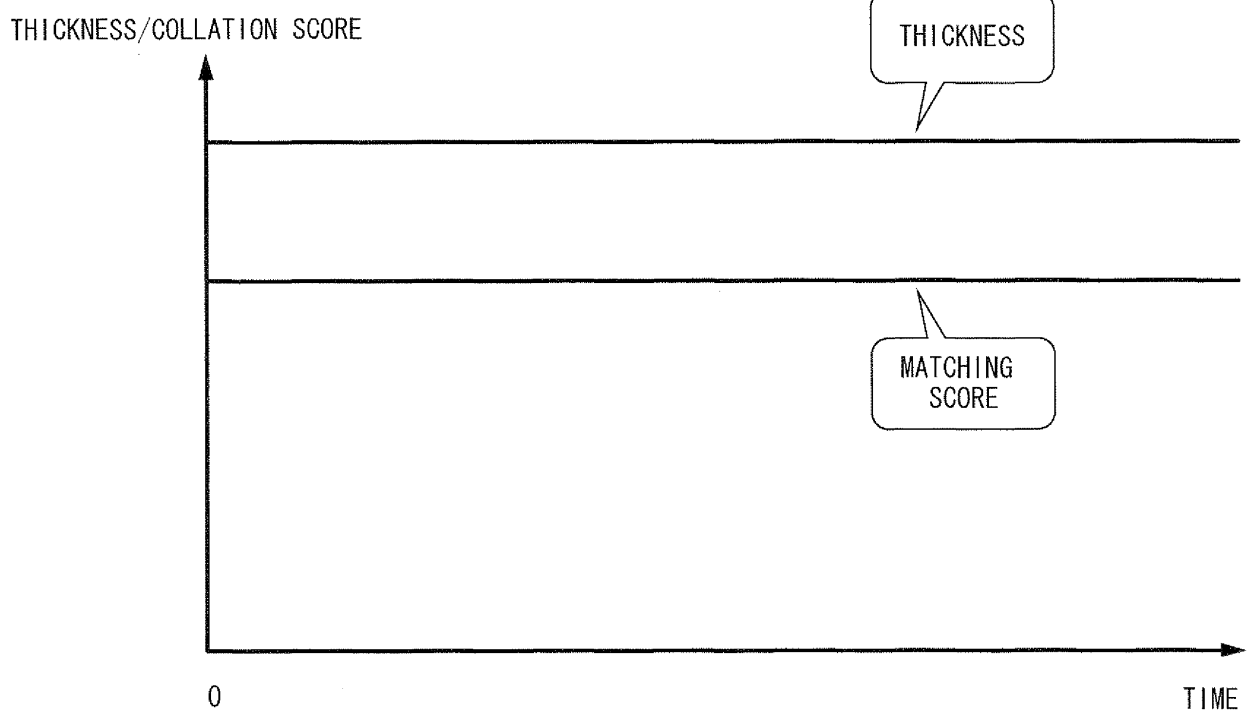 THICKNESS/COLLATION SCORE
THICKNESS
MATCHING
SCORE
0
TIME